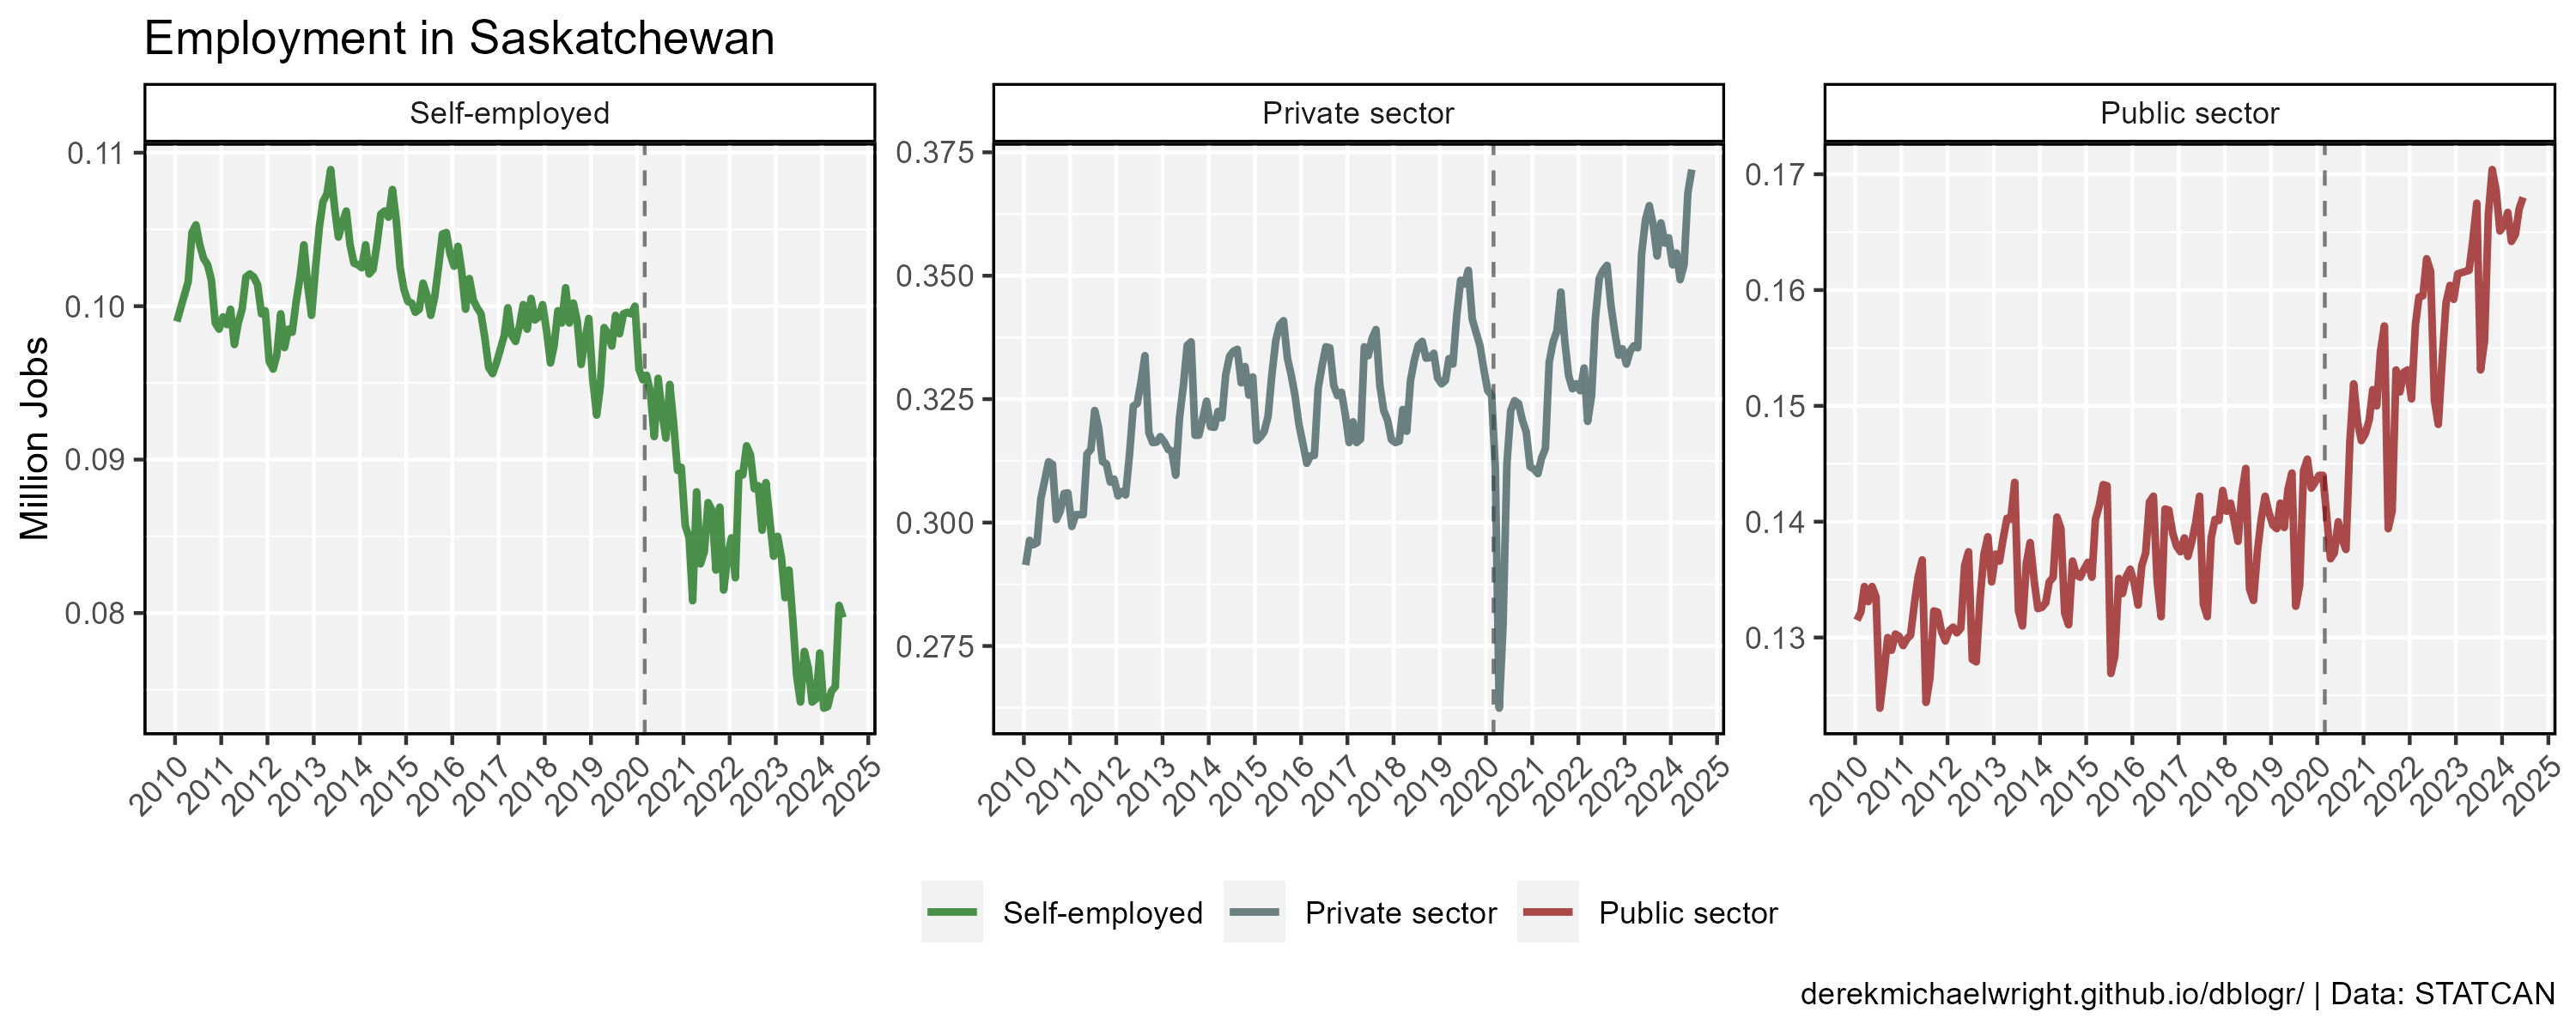 Employment in Saskatchewan
Self-employed
Private sector
Public sector
Million Jobs
0.11
0.10
0.09
0.08
2010 2011 2012 2013 2014 2015 2016 2017 2018 2019 2020 2021 2022 2023 2024 2025
0.375
0.350
0.325
0.300
0.275
2010 2011 2012 2013 2014 2015 2016 2017 2018 2019 2020 2021 2022 2023 2024 2025
0.17
0.16
0.15
0.14
0.13
2010 2011 2012 2013 2014 2015 2016 2017 2018 2019 2020 2021 2022 2023 2024 2025
Self-employed Private sector Public sector
derekmichaelwright.github.io/dblogr/ | Data: STATCAN